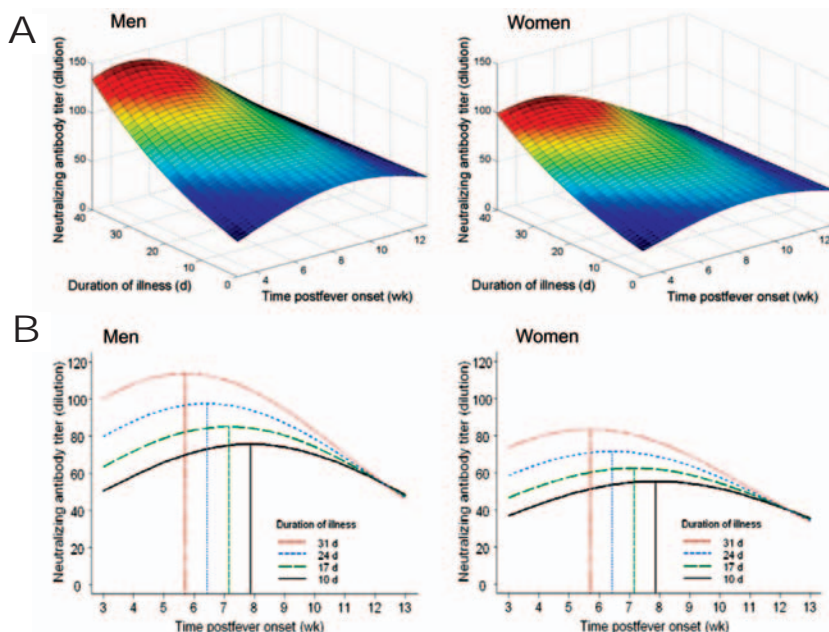 A
Men
Women
Neutralizing antibody titer (dilution)
150
100
50
0
40
30
20
10
0
Duration of illness (d)
4
6
8
10
12
Time postfever onset (wk)
Neutralizing antibody titer (dilution)
150
100
50
0
40
30
20
10
0
Duration of illness (d)
4
6
8
10
12
Time postfever onset (wk)
B
Men
Neutralizing antibody titer (dilution)
120
100
80
60
40
20
0
Duration of illness
31 d
24 d
17 d
10 d
3 4 5 6 7 8 9 10 11 12 13
Time postfever onset (wk)
Women
Neutralizing antibody titer (dilution)
120
100
80
60
40
20
0
Duration of illness
31 d
24 d
17 d
10 d
3 4 5 6 7 8 9 10 11 12 13
Time postfever onset (wk)